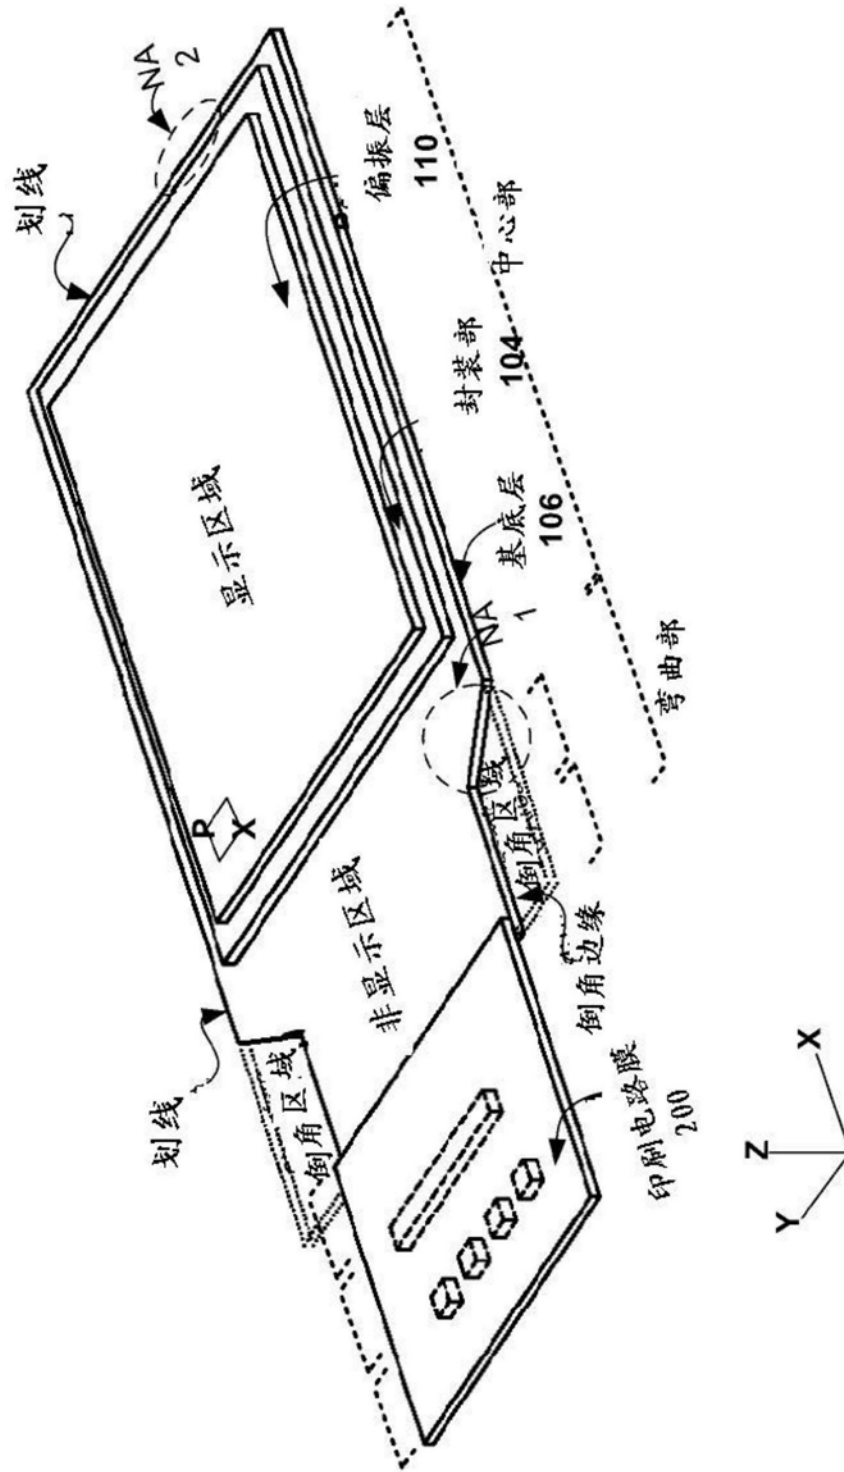 划线
NA
2
偏振层
110
中心部
封装部
104
显示区域
基底层
106
NA
1
弯曲部
P
X
倒角区域
非显示区域
倒角边缘
划线
倒角区域
印刷电路膜
200
X
Z
Y